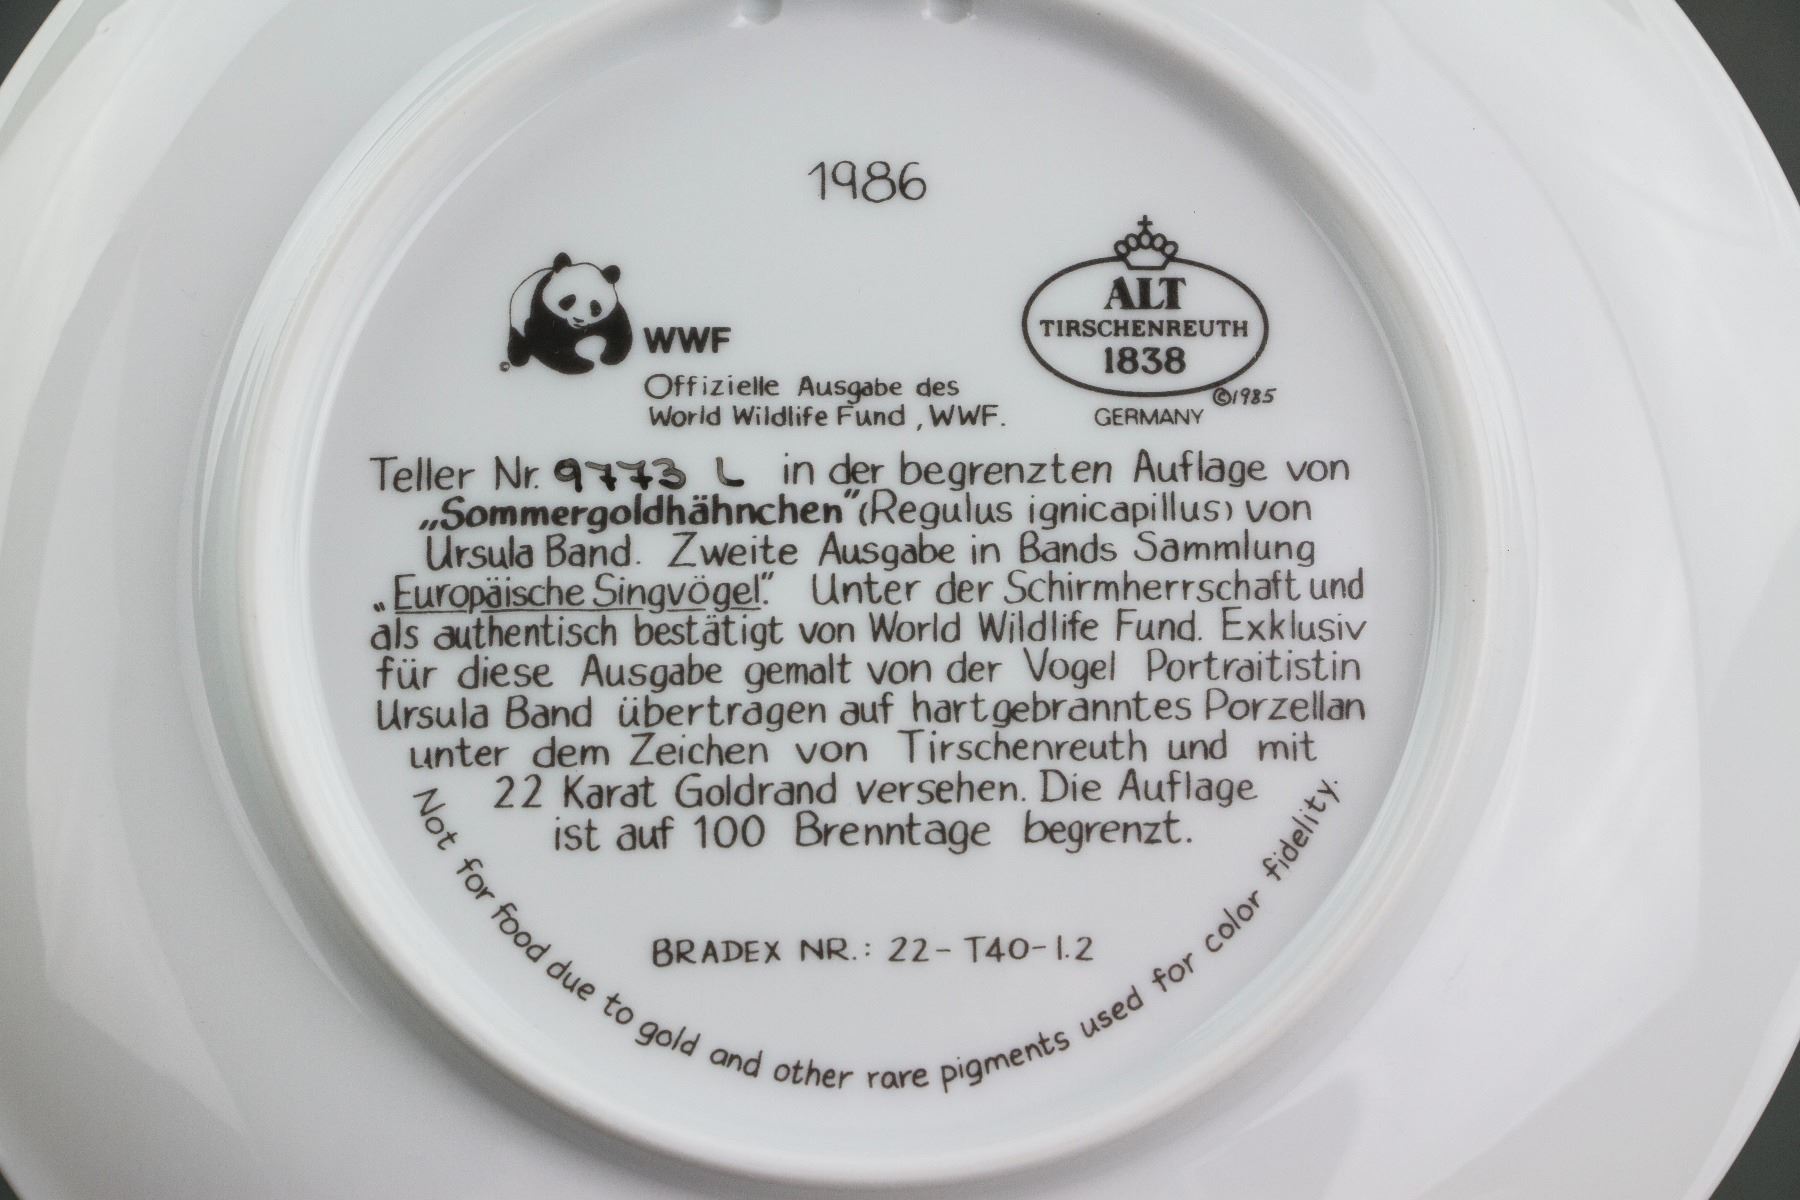 1986
WWF
Offizielle Ausgabe des
World Wildlife Fund, WWF.
ALT
TIRSCHENREUTH
1838
©1985
GERMANY
Teller Nr. 9773 L in der begrenzten Auflage von
„Sommergoldhähnchen" (Regulus ignicapillus) von
Ursula Band. Zweite Ausgabe in Bands Sammlung
„Europäische Singvögel". Unter der Schirmherrschaft und
als authentisch bestätigt von World Wildlife Fund. Exklusiv
für diese Ausgabe gemalt von der Vogel Portraitistin
Ursula Band übertragen auf hartgebranntes Porzellan
unter dem Zeichen von Tirschenreuth und mit
22 Karat Goldrand versehen. Die Auflage
ist auf 100 Brenntage begrenzt.
BRADEX NR.: 22-T40-1.2
Not for food due to gold and other rare pigments used for color fidelity.